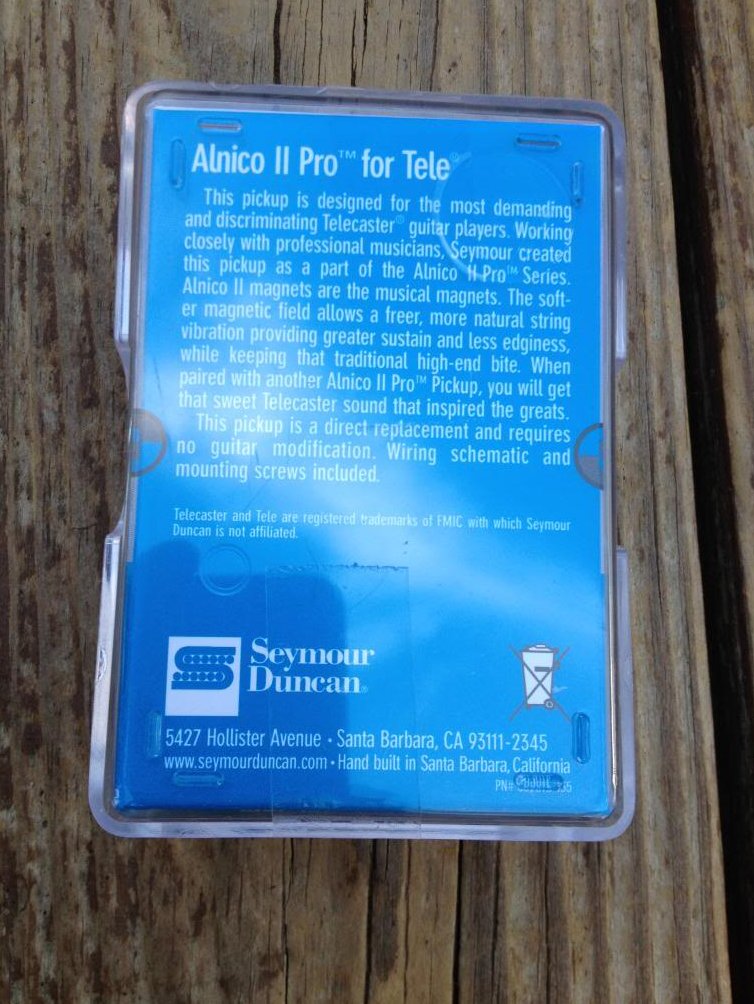 Alnico II Pro™ for Tele®
This pickup is designed for the most demanding
and discriminating Telecaster® guitar players. Working
closely with professional musicians, Seymour created
this pickup as a part of the Alnico II Pro™ Series.
Alnico II magnets are the musical magnets. The soft-
er magnetic field allows a freer, more natural string
vibration providing greater sustain and less edginess,
while keeping that traditional high-end bite. When
paired with another Alnico II Pro™ Pickup, you will get
that sweet Telecaster sound that inspired the greats.
This pickup is a direct replacement and requires
no guitar modification. Wiring schematic and
mounting screws included.
Telecaster and Tele are registered trademarks of FMIC with which Seymour
Duncan is not affiliated.
Seymour
Duncan®
5427 Hollister Avenue • Santa Barbara, CA 93111-2345
www.seymourduncan.com • Hand built in Santa Barbara, California
PN#